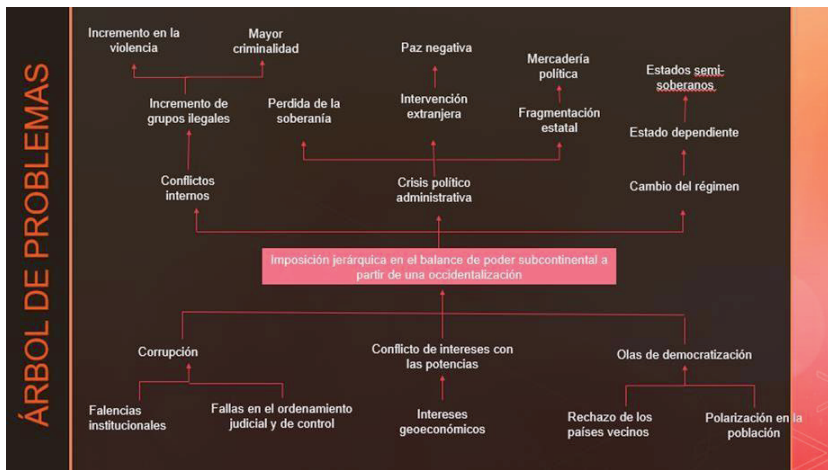 ÁRBOL DE PROBLEMAS
Incremento en la
violencia
Mayor
criminalidad
Paz negativa
Mercadería
política
Estados semi-
soberanos
Incremento de
grupos ilegales
Perdida de la
soberanía
Intervención
extranjera
Fragmentación
estatal
Estado dependiente
Conflictos
internos
Crisis político
administrativa
Cambio del régimen
Imposición jerárquica en el balance de poder subcontinental a
partir de una occidentalización
Corrupción
Conflicto de intereses con
las potencias
Olas de democratización
Falencias
institucionales
Fallas en el ordenamiento
judicial y de control
Intereses
geoeconómicos
Rechazo de los
países vecinos
Polarización en la
población